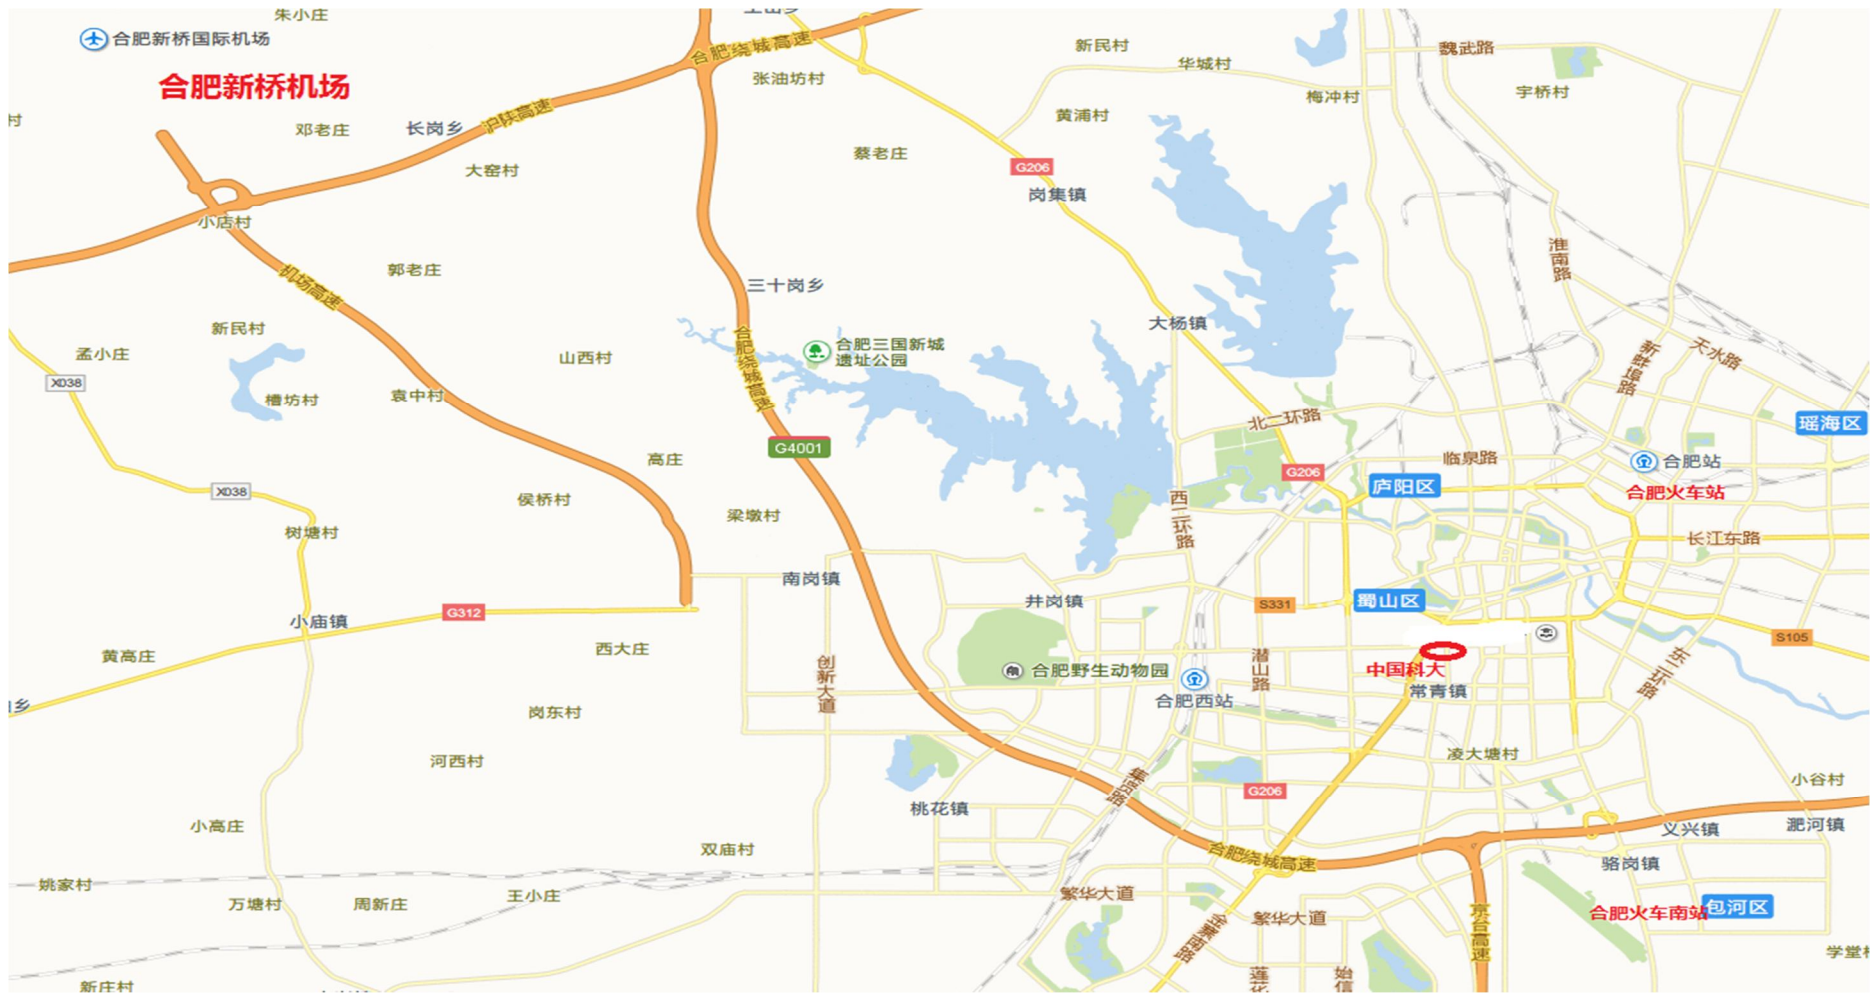 朱小庄
合肥新桥国际机场
合肥绕城高速
新民村
魏武路
合肥新桥机场
张油坊村
华城村
梅冲村
宇桥村
村
邓老庄
长岗乡
沪陕高速
黄浦村
大窑村
蔡老庄
G206
岗集镇
小店村
淮南路
郭老庄
机场高速
三十岗乡
新民村
大杨镇
孟小庄
山西村
合肥绕城高速
合肥三国新城
遗址公园
新蚌埠路
天水路
X038
槽坊村
袁中村
北二环路
瑶海区
G4001
高庄
G206
临泉路
合肥站
庐阳区
合肥火车站
X038
侯桥村
梁墩村
西二环路
树塘村
长江东路
南岗镇
井岗镇
S331
蜀山区
小庙镇
G312
S105
黄高庄
西大庄
创新大道
合肥野生动物园
潜山路
中国科大
东二环路
常青镇
合肥西站
乡
岗东村
河西村
凌大塘村
集贤路
G206
小谷村
桃花镇
小高庄
双庙村
合肥绕城高速
义兴镇
淝河镇
骆岗镇
姚家村
万塘村
周新庄
王小庄
繁华大道
金寨南路
繁华大道
京台高速
合肥火车南站
包河区
学堂村
新庄村
莲花
始信